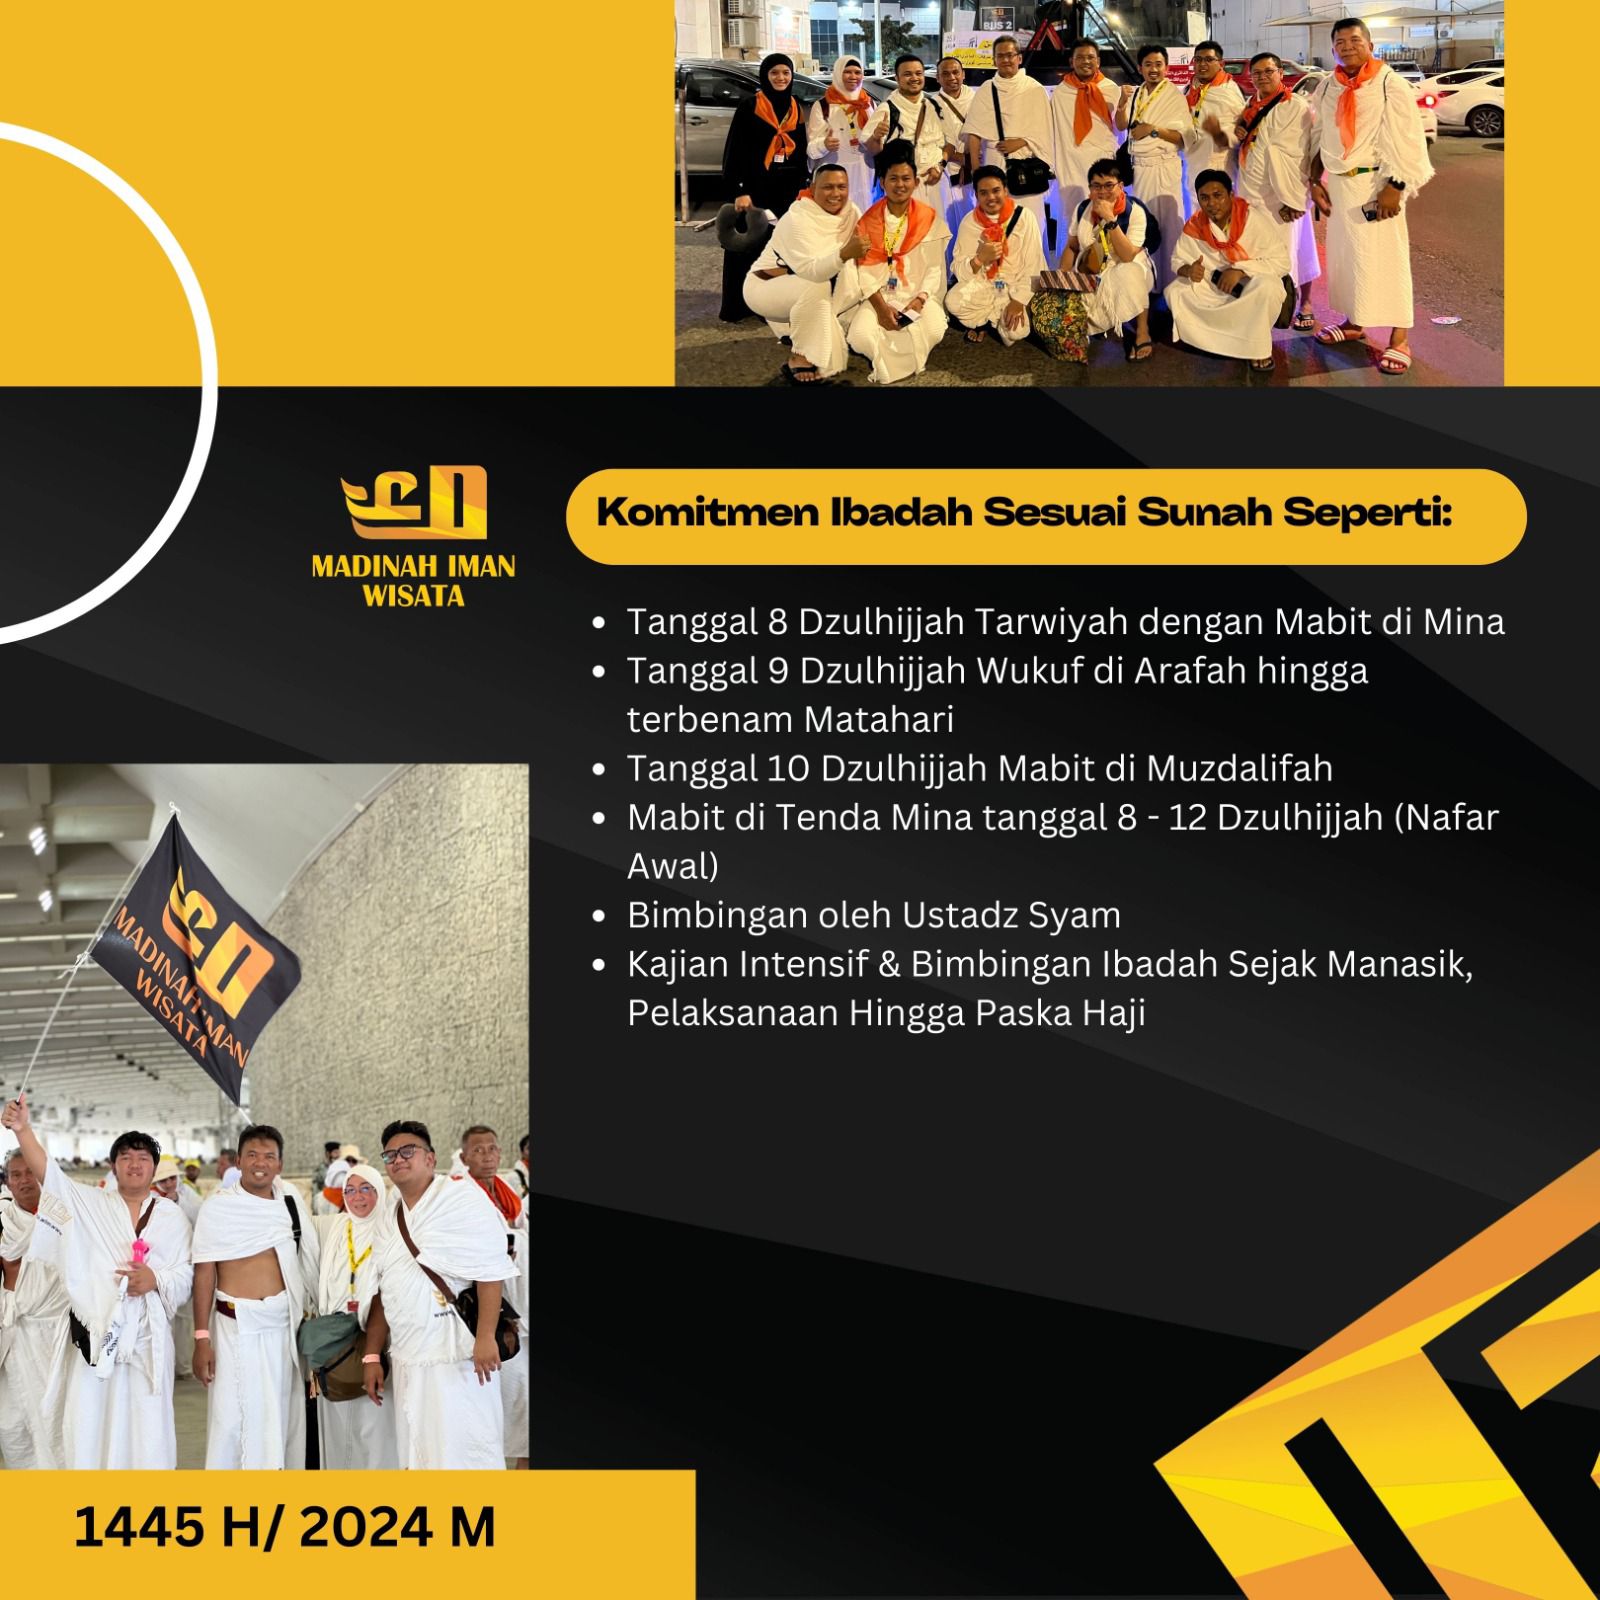 BUS 2
MADINAH IMAN
WISATA
Komitmen Ibadah Sesuai Sunah Seperti:
• Tanggal 8 Dzulhijjah Tarwiyah dengan Mabit di Mina
• Tanggal 9 Dzulhijjah Wukuf di Arafah hingga
terbenam Matahari
• Tanggal 10 Dzulhijjah Mabit di Muzdalifah
• Mabit di Tenda Mina tanggal 8 - 12 Dzulhijjah (Nafar
Awal)
• Bimbingan oleh Ustadz Syam
• Kajian Intensif & Bimbingan Ibadah Sejak Manasik,
Pelaksanaan Hingga Paska Haji
MADINAH IMAN
WISATA
1445 H/ 2024 M